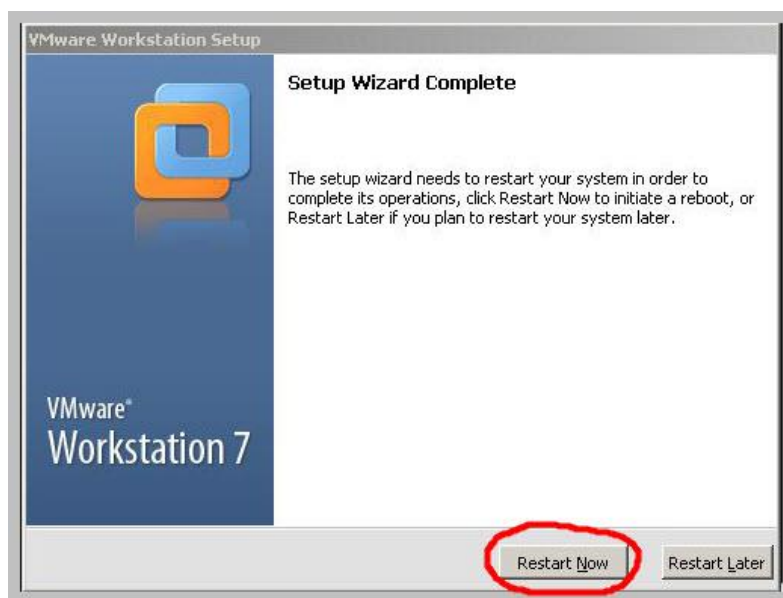 VMware Workstation Setup
Setup Wizard Complete
The setup wizard needs to restart your system in order to
complete its operations, click Restart Now to initiate a reboot, or
Restart Later if you plan to restart your system later.
VMware®
Workstation 7
Restart Now
Restart Later